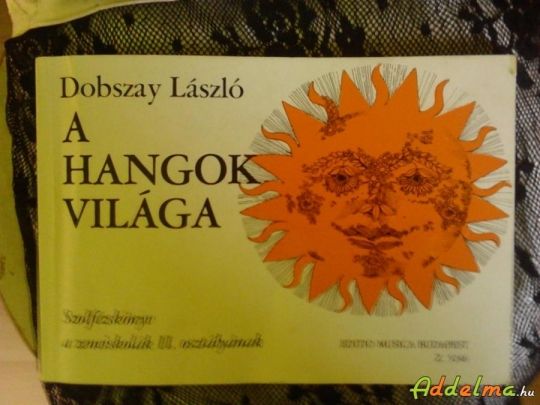 Dobszay László
A
HANGOK
VILÁGA
Szolfézskönyv
a zeneiskolák III. osztályának
EDITIO MUSICA BUDAPEST
Addelma.hu